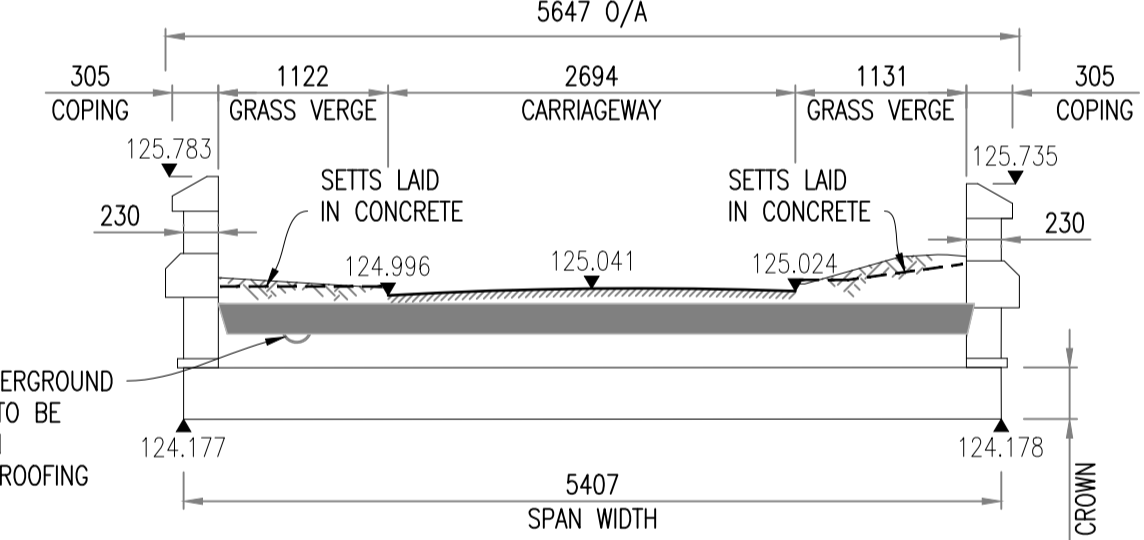 5647 O/A
305
COPING
1122
GRASS VERGE
2694
CARRIAGEWAY
1131
GRASS VERGE
305
COPING
125.783
125.735
SETTS LAID
IN CONCRETE
SETTS LAID
IN CONCRETE
230
230
124.996
125.041
125.024
ERGROUND
TO BE
ROOFING
124.177
124.178
5407
SPAN WIDTH
CROWN